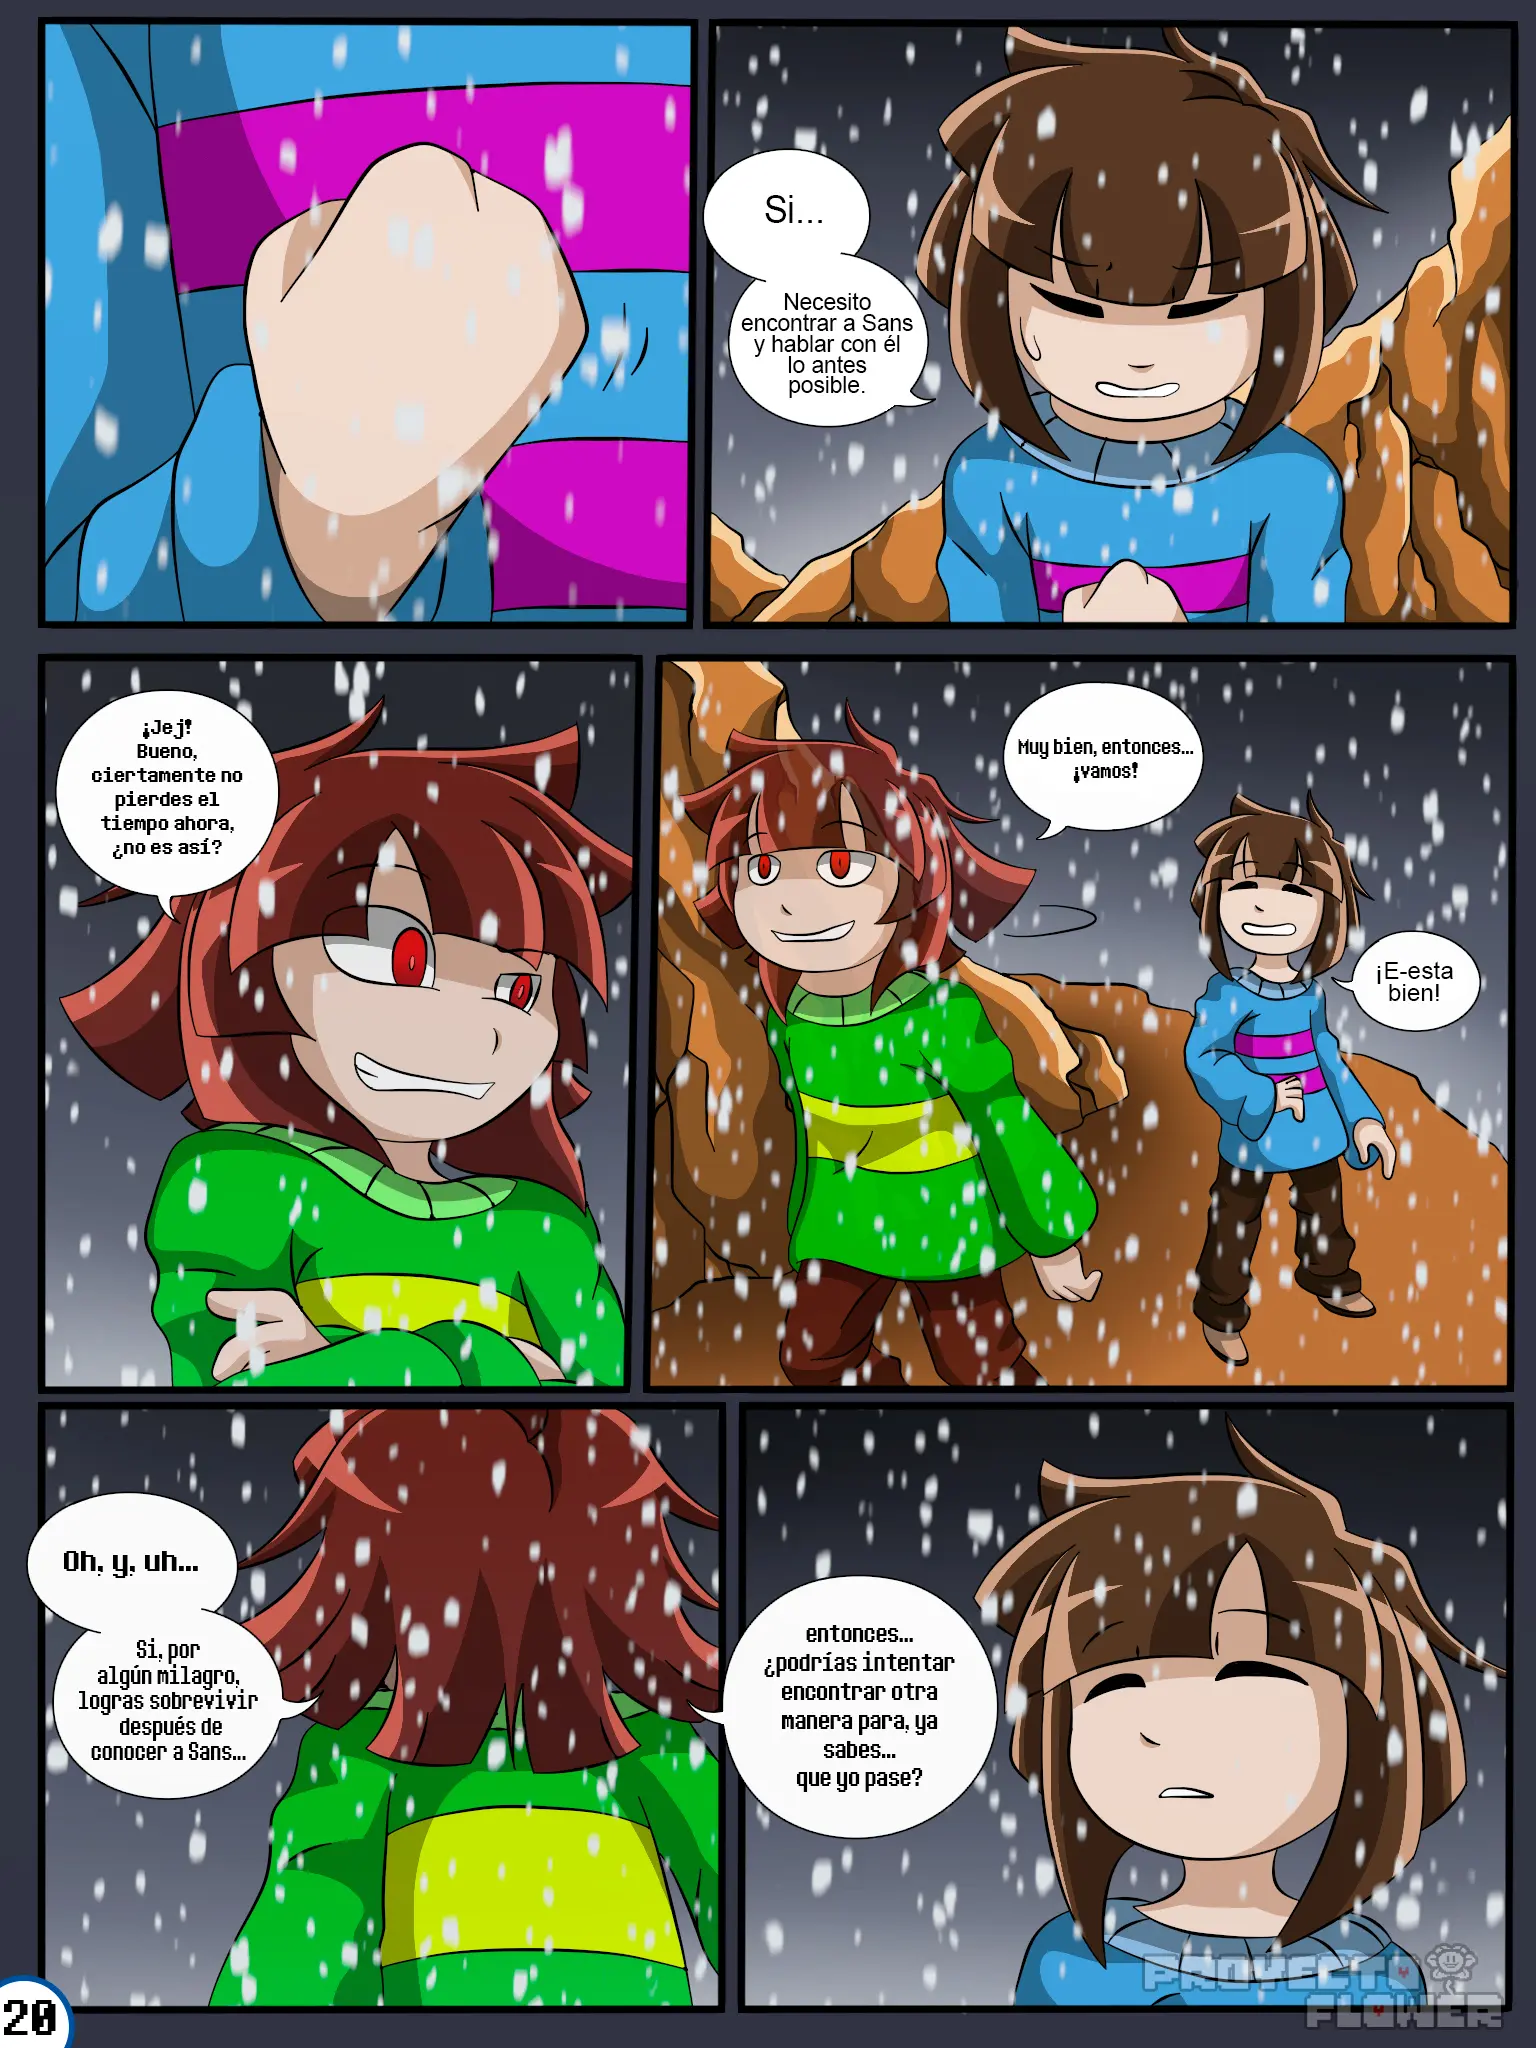 Si...
Necesito
encontrar a Sans
y hablar con él
lo antes
posible.
¡Jej!
Bueno,
ciertamente no
pierdes el
tiempo ahora,
¿no es así?
Muy bien, entonces...
¡vamos!
¡E-esta
bien!
Oh, y, uh...
Si, por
algún milagro,
logras sobrevivir
después de
conocer a Sans...
entonces...
¿podrías intentar
encontrar otra
manera para, ya
sabes...
que yo pase?
PROYECTO
FLOWER
20